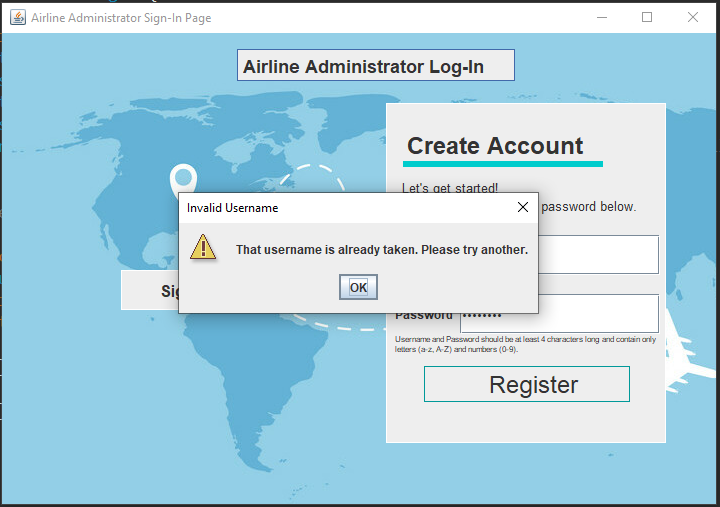 Airline Administrator Sign-In Page
Airline Administrator Log-In
Create Account
Let's get started!
password below.
Invalid Username
That username is already taken. Please try another.
OK
Password ••••••••
Username and Password should be at least 4 characters long and contain only
letters (a-z, A-Z) and numbers (0-9).
Register